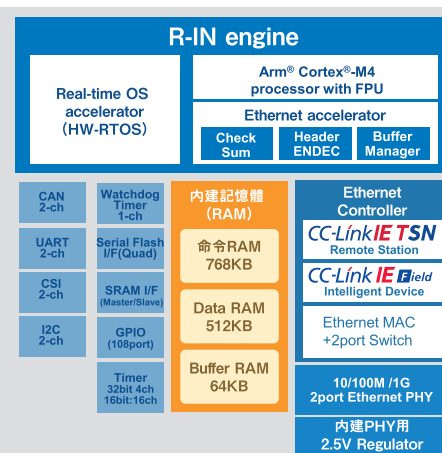 R-IN engine
Real-time OS
accelerator
(HW-RTOS)
Arm® Cortex®-M4
processor with FPU
Ethernet accelerator
Check
Sum
Header
ENDEC
Buffer
Manager
CAN
2-ch
UART
2-ch
CSI
2-ch
I2C
2-ch
Watchdog
Timer
1-ch
Serial Flash
I/F(Quad)
SRAM I/F
(Master/Slave)
GPIO
(108port)
Timer
32bit 4ch
16bit:16ch
內建記憶體
(RAM)
命令RAM
768KB
Data RAM
512KB
Buffer RAM
64KB
Ethernet
Controller
CC-Link IE TSN
Remote Station
CC-Link IE Field
Intelligent Device
Ethernet MAC
+2port Switch
10/100M /1G
2port Ethernet PHY
内建PHY用
2.5V Regulator